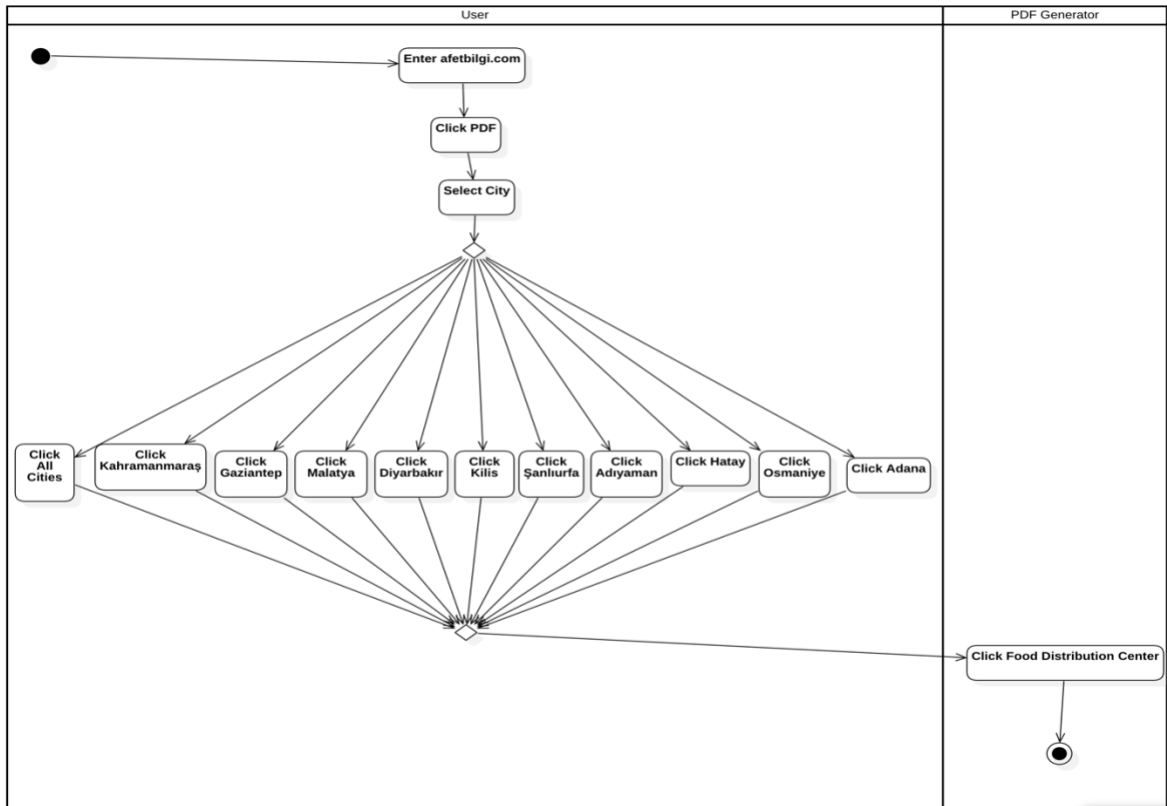 User
PDF Generator
Enter afetbilgi.com
Click PDF
Select City
Click
All
Cities
Click
Kahramanmaraş
Click
Gaziantep
Click
Malatya
Click
Diyarbakır
Click
Kilis
Click
Şanlıurfa
Click
Adıyaman
Click Hatay
Click
Osmaniye
Click Adana
Click Food Distribution Center